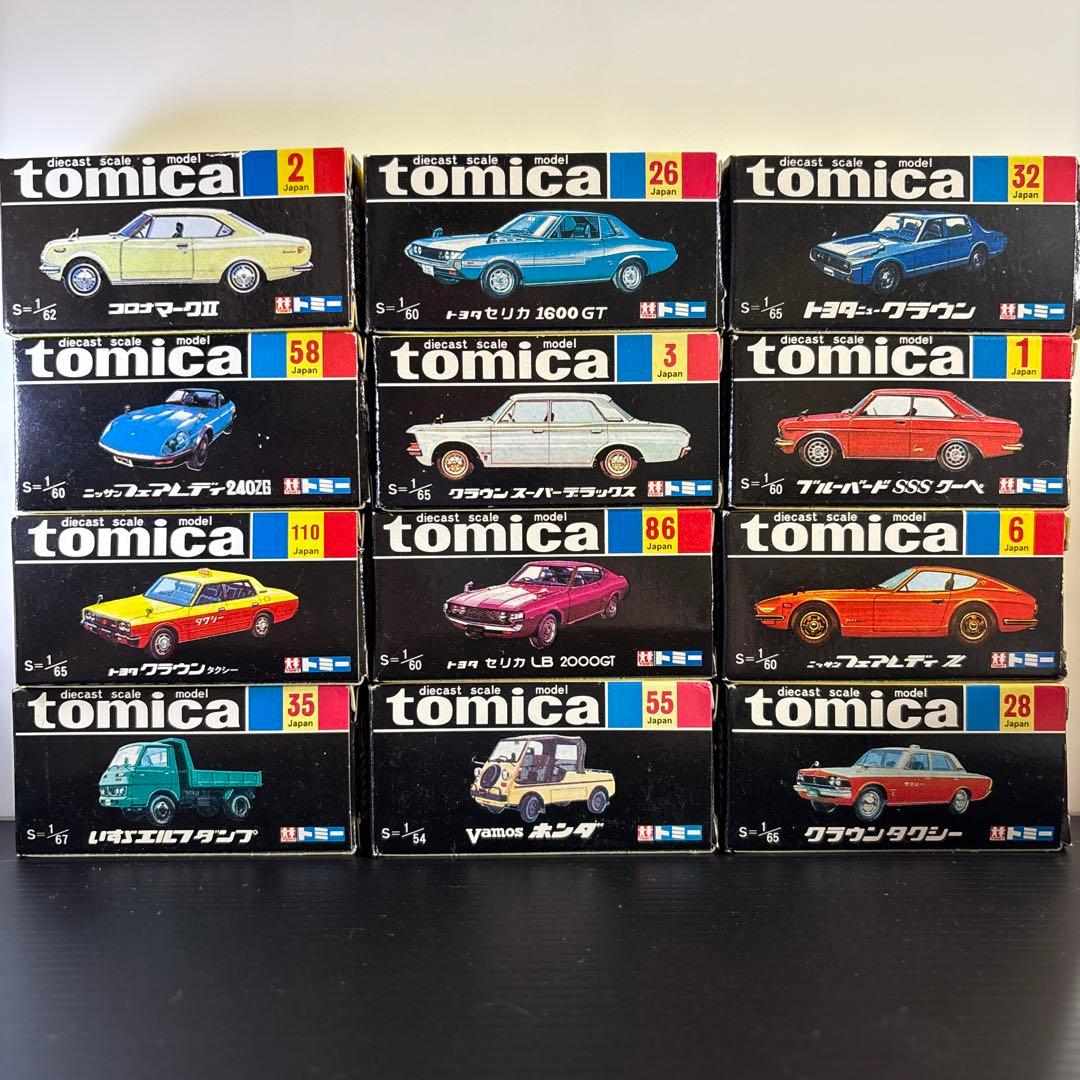 diecast scale model
tomica
2
Japan
S=1/62
コロナマークII
トミー
diecast scale model
tomica
26
Japan
S=1/60
トヨタ セリカ 1600 GT
トミー
diecast scale model
tomica
32
Japan
S=1/65
トヨタニュークラウン
トミー
diecast scale model
tomica
58
Japan
S=1/60
ニッサン フェアレディ 240ZG
トミー
diecast scale model
tomica
3
Japan
S=1/65
クラウン スーパーデラックス
トミー
diecast scale model
tomica
1
Japan
S=1/60
ブルーバード SSS クーペ
トミー
diecast scale model
tomica
110
Japan
タクシー
S=1/65
トヨタ クラウン タクシー
トミー
diecast scale model
tomica
86
Japan
S=1/60
トヨタ セリカ LB 2000GT
トミー
diecast scale model
tomica
6
Japan
S=1/60
ニッサン フェアレディ Z
トミー
diecast scale model
tomica
35
Japan
S=1/67
いすゞエルフダンプ
トミー
diecast scale model
tomica
55
Japan
S=1/54
Vamos ホンダ
トミー
diecast scale model
tomica
28
Japan
タクシー
S=1/65
クラウンタクシー
トミー